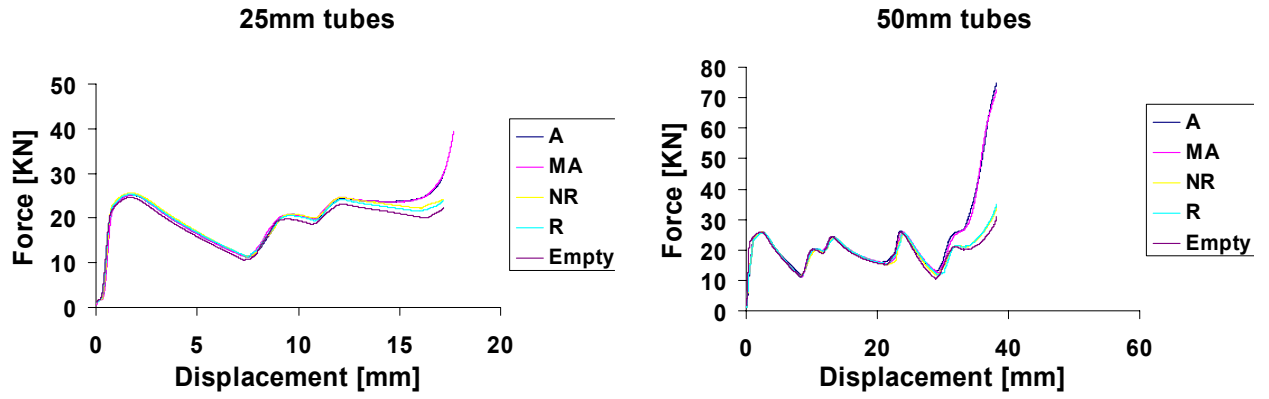 25mm tubes
Force [KN]
50
40
30
20
10
0
0 5 10 15 20
Displacement [mm]
A
MA
NR
R
Empty
50mm tubes
Force [KN]
80
70
60
50
40
30
20
10
0
0 20 40 60
Displacement [mm]
A
MA
NR
R
Empty